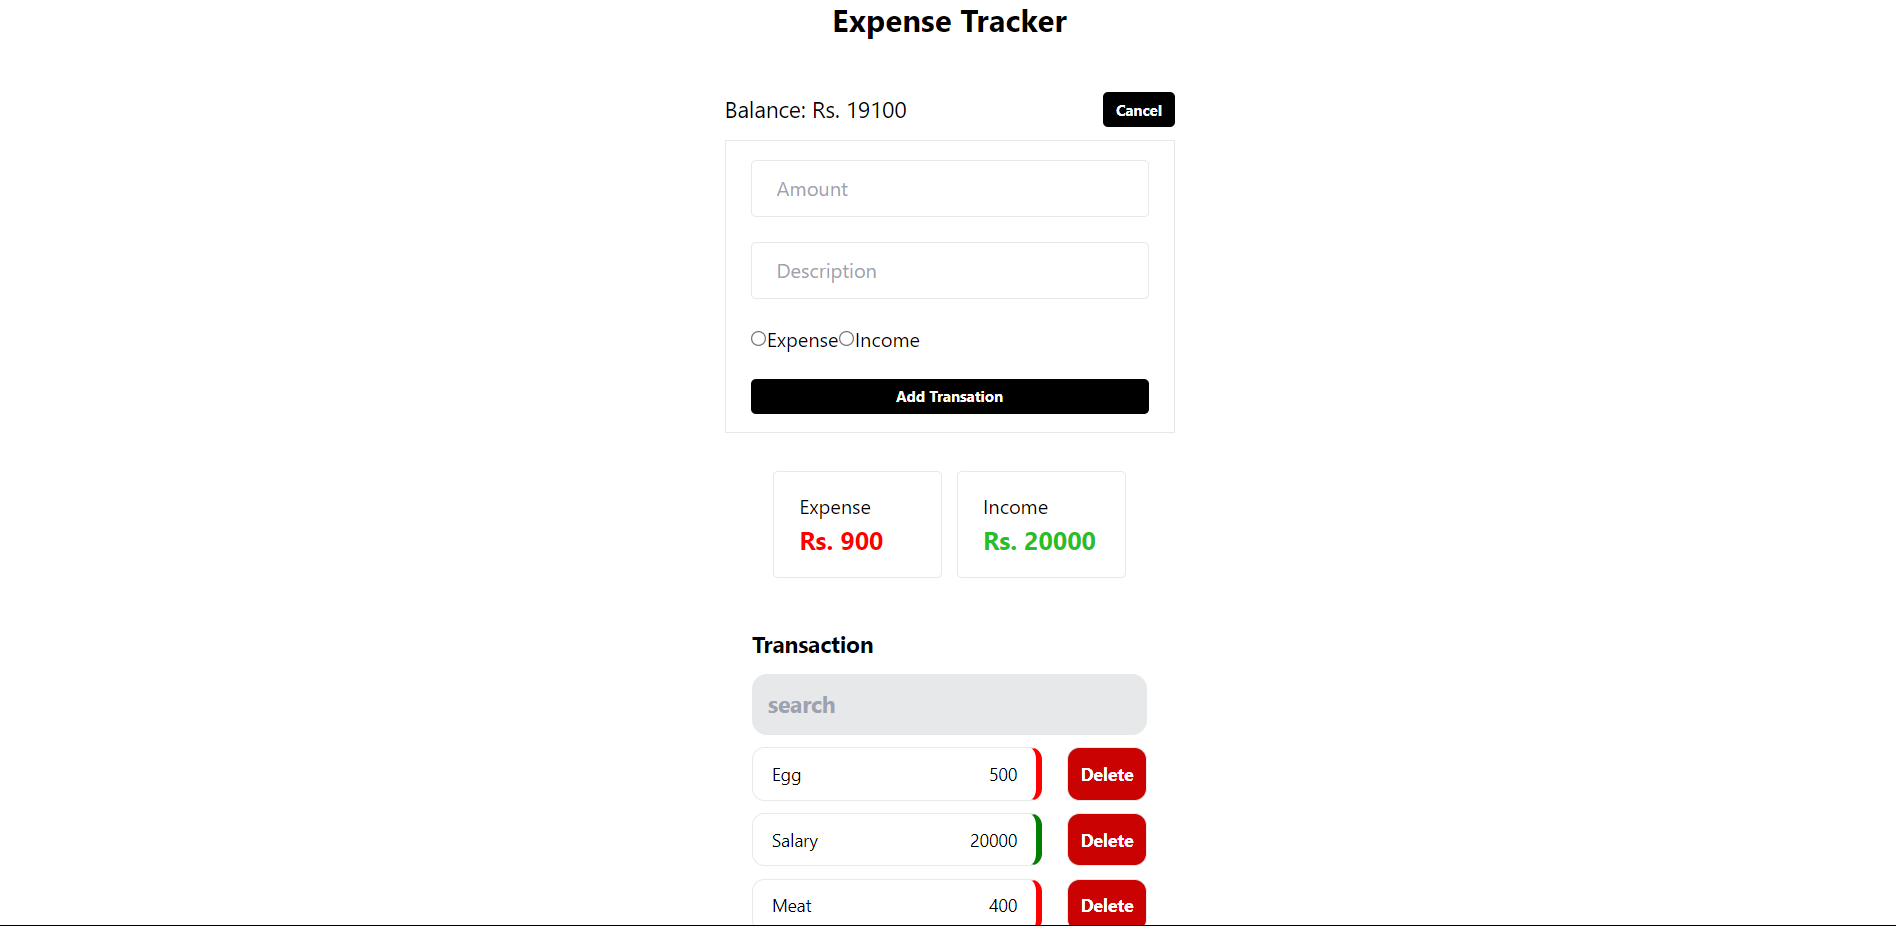 Expense Tracker
Balance: Rs. 19100 Cancel
Amount
Description
Expense Income
Add Transation
Expense Income
Rs. 900 Rs. 20000
Transaction
search
Egg 500 Delete
Salary 20000 Delete
Meat 400 Delete